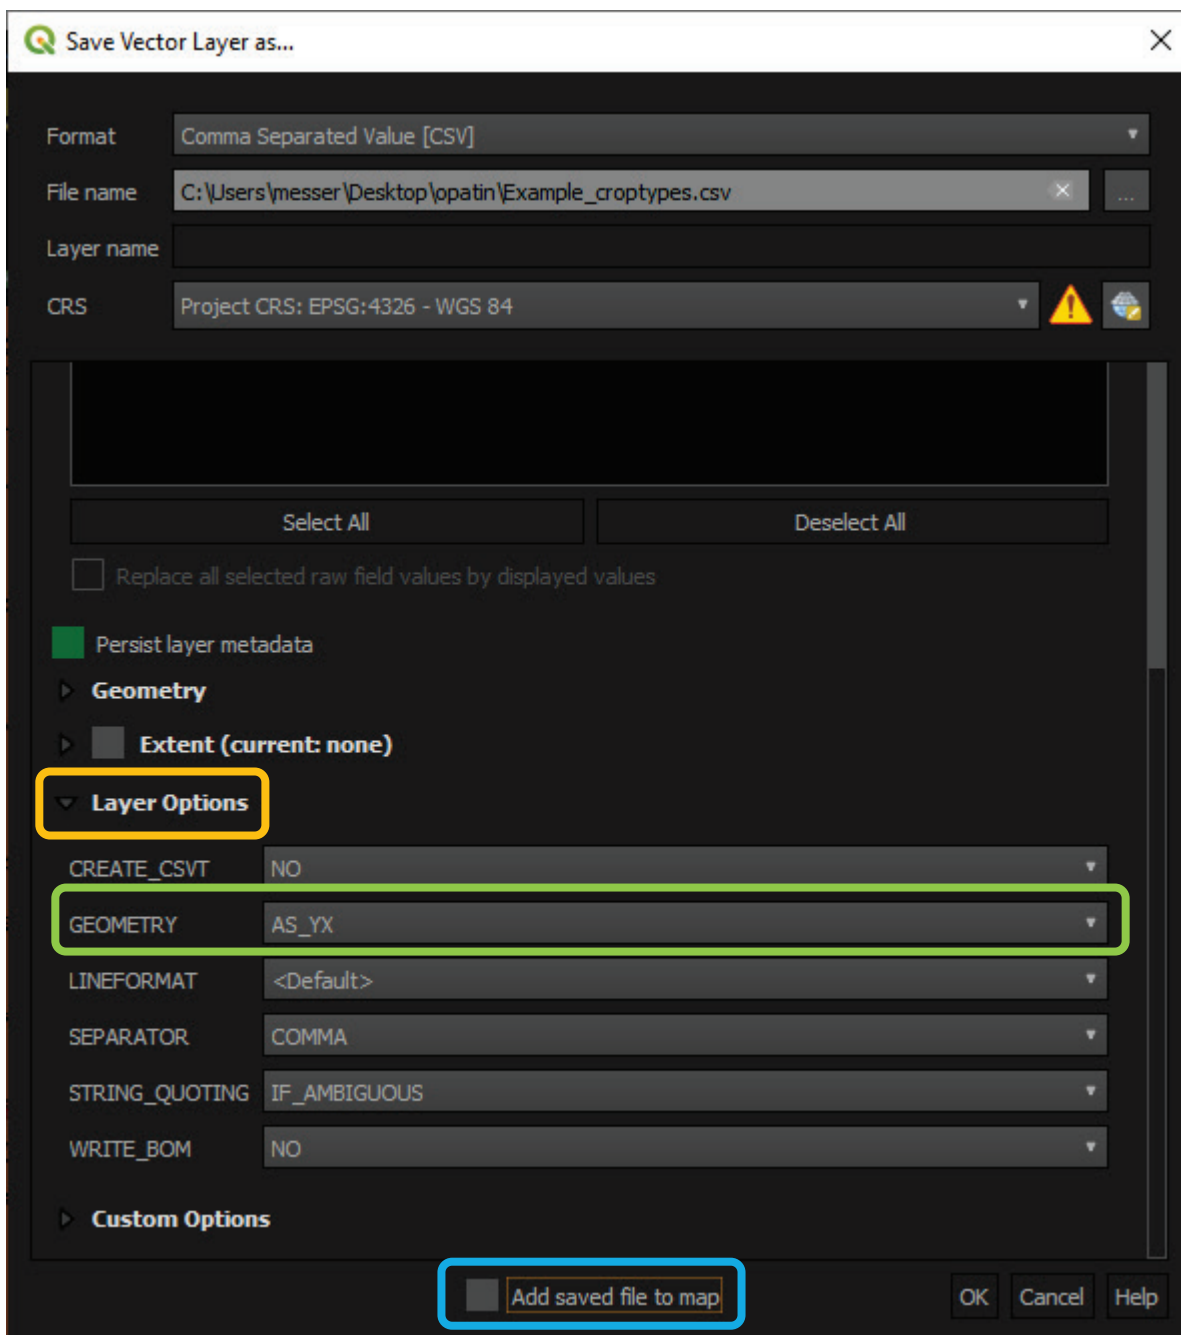 Save Vector Layer as...
Format Comma Separated Value [CSV]
File name C:\Users\messer\Desktop\opatin\Example_croptypes.csv ...
Layer name
CRS Project CRS: EPSG:4326 - WGS 84
Select All Deselect All
Replace all selected raw field values by displayed values
Persist layer metadata
Geometry
Extent (current: none)
Layer Options
CREATE_CSVT NO
GEOMETRY AS_YX
LINEFORMAT <Default>
SEPARATOR COMMA
STRING_QUOTING IF_AMBIGUOUS
WRITE_BOM NO
Custom Options
Add saved file to map OK Cancel Help